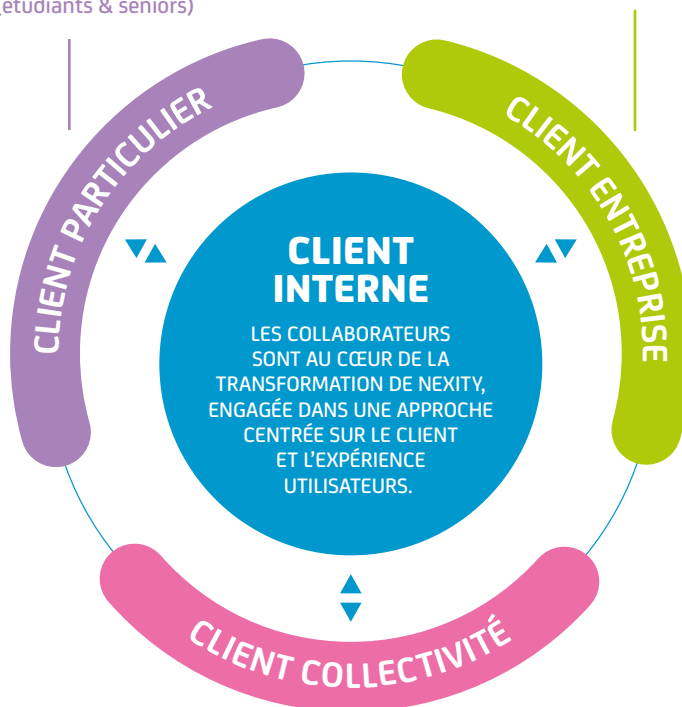 (étudiants & seniors)
CLIENT PARTICULIER
CLIENT ENTREPRISE
CLIENT
INTERNE
LES COLLABORATEURS
SONT AU CŒUR DE LA
TRANSFORMATION DE NEXITY,
ENGAGÉE DANS UNE APPROCHE
CENTRÉE SUR LE CLIENT
ET L'EXPÉRIENCE
UTILISATEURS.
CLIENT COLLECTIVITÉ